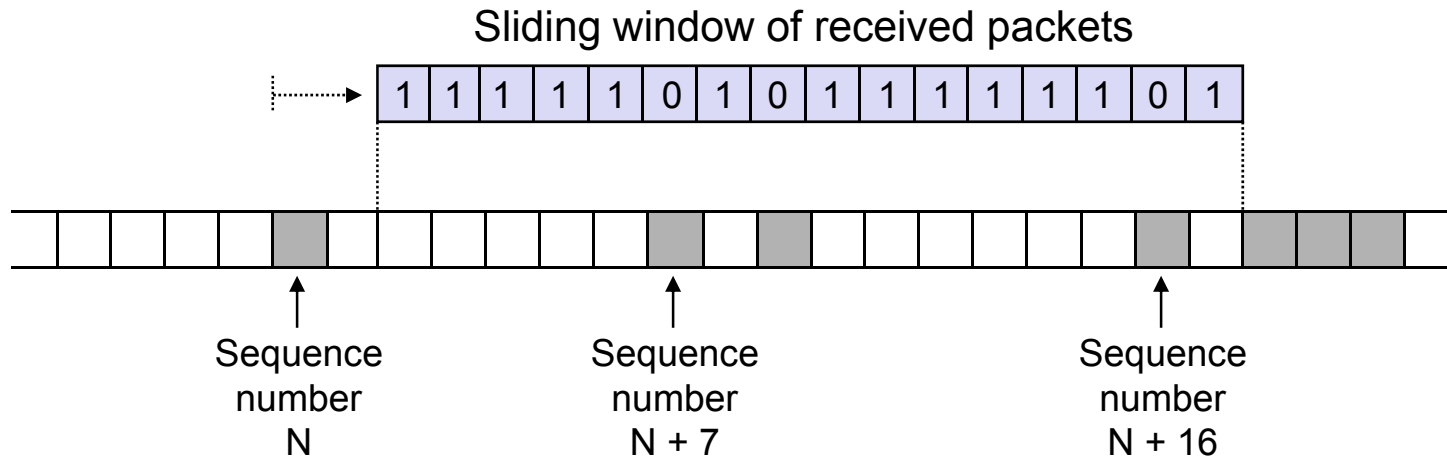 Sliding window of received packets
1 1 1 1 1 0 1 0 1 1 1 1 1 1 0 1
Sequence
number
N
Sequence
number
N + 7
Sequence
number
N + 16